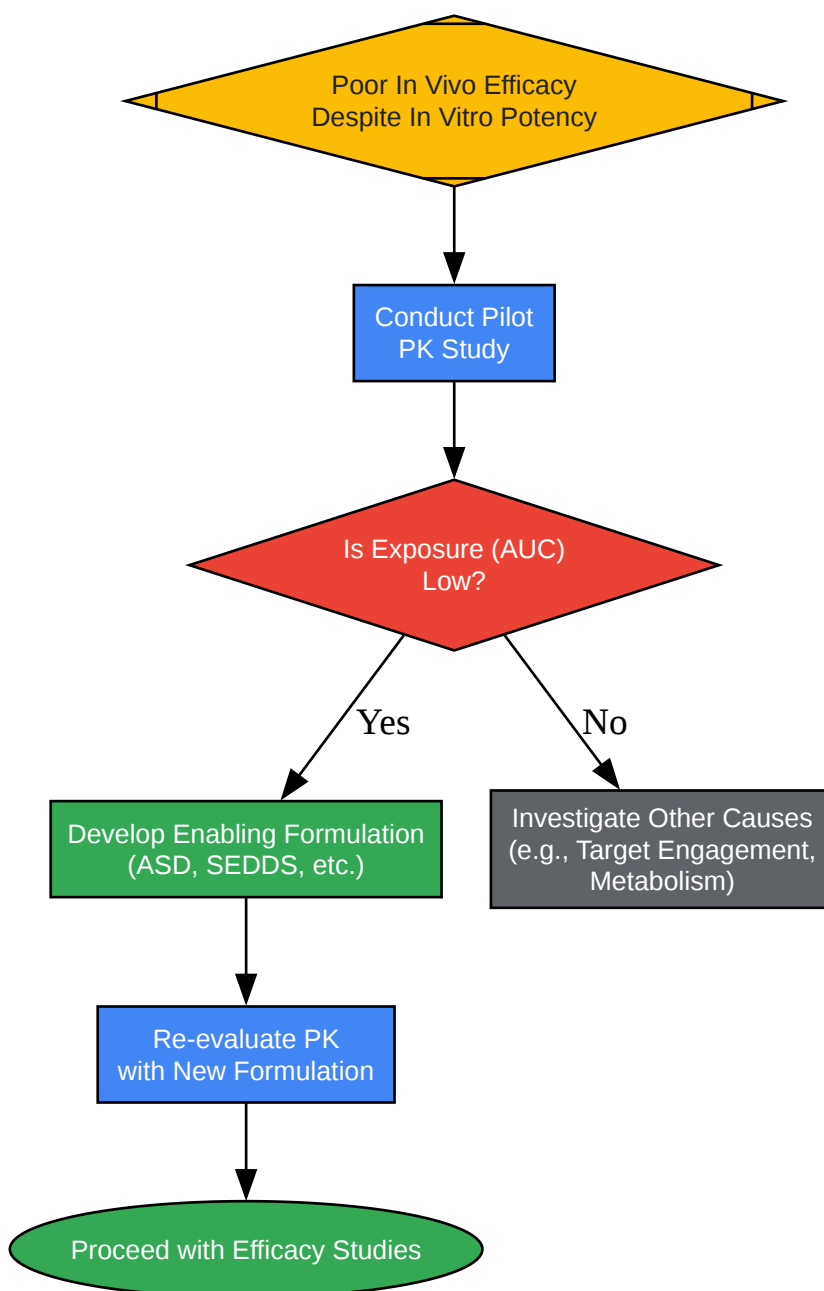 Poor In Vivo Efficacy
Despite In Vitro Potency
Conduct Pilot
PK Study
Is Exposure (AUC)
Low?
Yes
No
Develop Enabling Formulation
(ASD, SEDDS, etc.)
Investigate Other Causes
(e.g., Target Engagement,
Metabolism)
Re-evaluate PK
with New Formulation
Proceed with Efficacy Studies